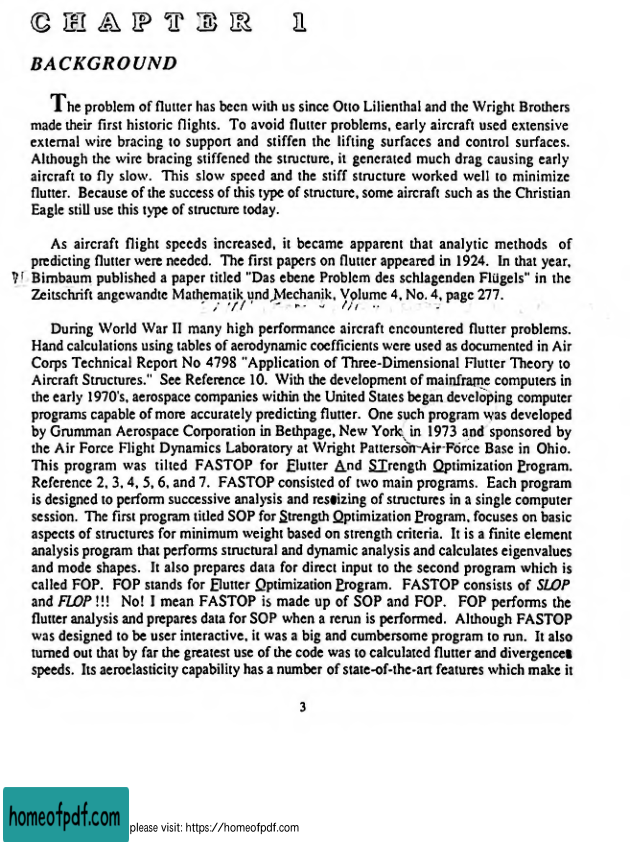 CHAPTER 1
BACKGROUND
The problem of flutter has been with us since Otto Lilienthal and the Wright Brothers
made their first historic flights. To avoid flutter problems, early aircraft used extensive
external wire bracing to support and stiffen the lifting surfaces and control surfaces.
Although the wire bracing stiffened the structure, it generated much drag causing early
aircraft to fly slow. This slow speed and the stiff structure worked well to minimize
flutter. Because of the success of this type of structure, some aircraft such as the Christian
Eagle still use this type of structure today.
As aircraft flight speeds increased, it became apparent that analytic methods of
predicting flutter were needed. The first papers on flutter appeared in 1924. In that year,
Birnbaum published a paper titled "Das ebene Problem des schlagenden Flügels" in the
Zeitschrift angewandte Mathematik und Mechanik, Volume 4, No. 4, page 277.
During World War II many high performance aircraft encountered flutter problems.
Hand calculations using tables of aerodynamic coefficients were used as documented in Air
Corps Technical Report No 4798 "Application of Three-Dimensional Flutter Theory to
Aircraft Structures." See Reference 10. With the development of mainframe computers in
the early 1970's, aerospace companies within the United States began developing computer
programs capable of more accurately predicting flutter. One such program was developed
by Grumman Aerospace Corporation in Bethpage, New York in 1973 and sponsored by
the Air Force Flight Dynamics Laboratory at Wright Patterson Air Force Base in Ohio.
This program was tilted FASTOP for Flutter And STrength Optimization Program.
Reference 2, 3, 4, 5, 6, and 7. FASTOP consisted of two main programs. Each program
is designed to perform successive analysis and resizing of structures in a single computer
session. The first program titled SOP for Strength Optimization Program, focuses on basic
aspects of structures for minimum weight based on strength criteria. It is a finite element
analysis program that performs structural and dynamic analysis and calculates eigenvalues
and mode shapes. It also prepares data for direct input to the second program which is
called FOP. FOP stands for Flutter Optimization Program. FASTOP consists of SLOP
and FLOP !!! No! I mean FASTOP is made up of SOP and FOP. FOP performs the
flutter analysis and prepares data for SOP when a rerun is performed. Although FASTOP
was designed to be user interactive, it was a big and cumbersome program to run. It also
turned out that by far the greatest use of the code was to calculated flutter and divergences
speeds. Its aeroelasticity capability has a number of state-of-the-art features which make it
3
homeofpdf.com
please visit: https://homeofpdf.com